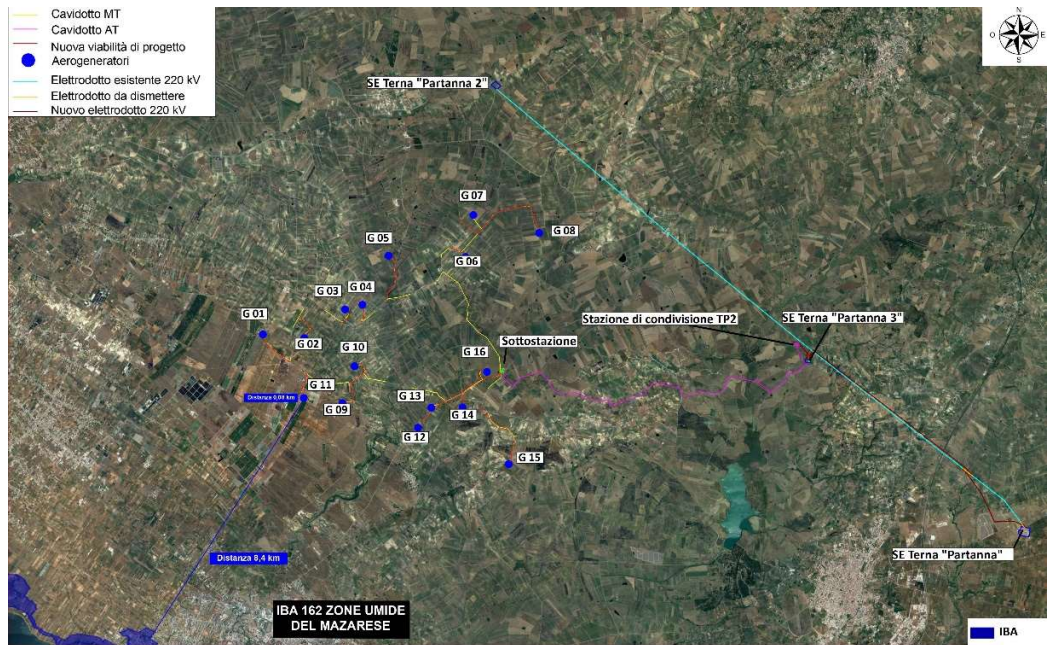 Cavidotto MT
Cavidotto AT
Nuova viabilità di progetto
Aerogeneratori
Elettrodotto esistente 220 kV
Elettrodotto da dismettere
Nuovo elettrodotto 220 kV
N
O
E
S
SE Terna "Partanna 2"
G 07
G 08
G 05
G 06
G 03
G 04
G 01
G 02
Stazione di condivisione TP2
SE Terna "Partanna 3"
Sottostazione
G 10
G 16
G 11
G 09
G 13
G 14
G 12
G 15
Distanza 8,4 km
SE Terna "Partanna"
IBA 162 ZONE UMIDE
DEL MAZARESE
IBA